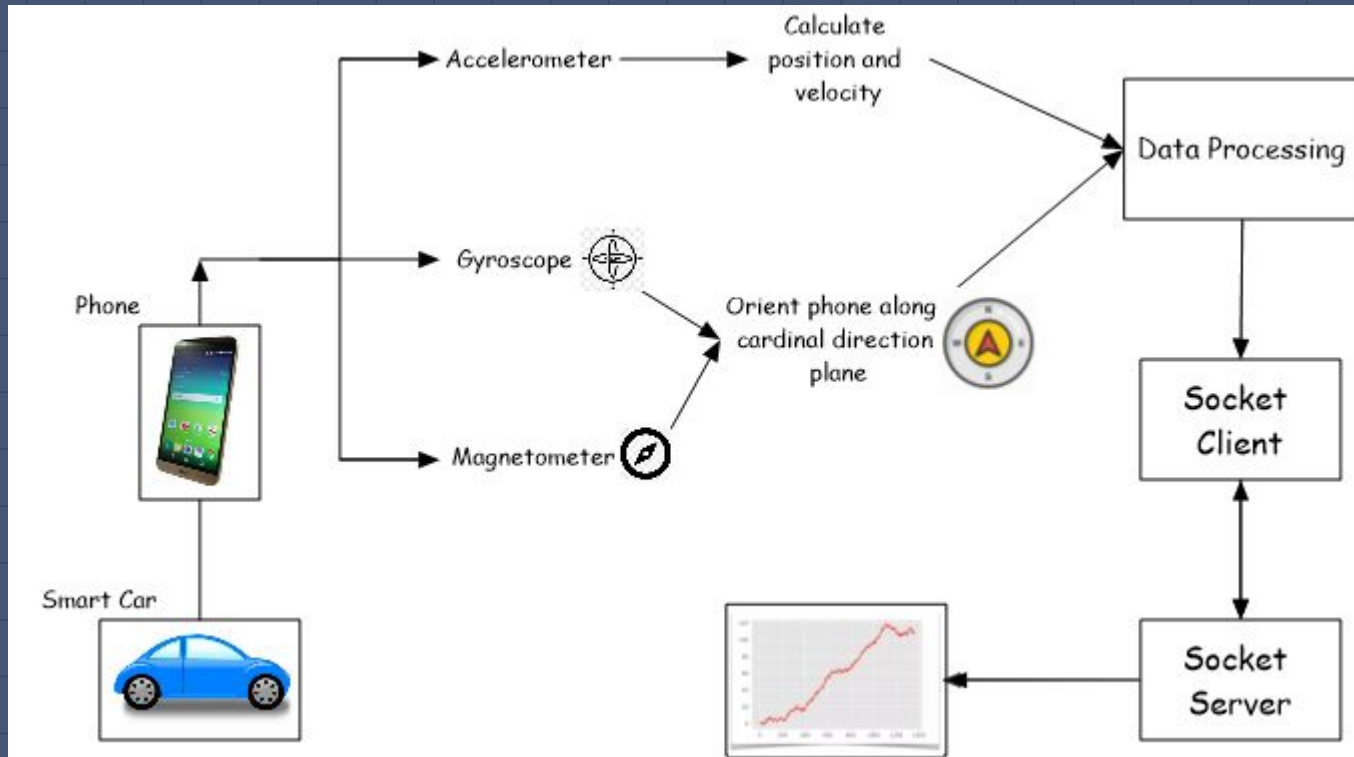 Calculate
position and
velocity
Accelerometer
Data Processing
Gyroscope
Phone
Orient phone along
cardinal direction
plane
N
W
S
Socket
Client
Magnetometer
Smart Car
Socket
Server